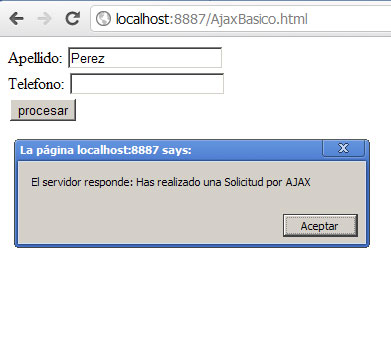 localhost:8887/AjaxBasico.html
Apellido: Perez
Telefono:
procesar
La página localhost:8887 says:
El servidor responde: Has realizado una Solicitud por AJAX
Aceptar